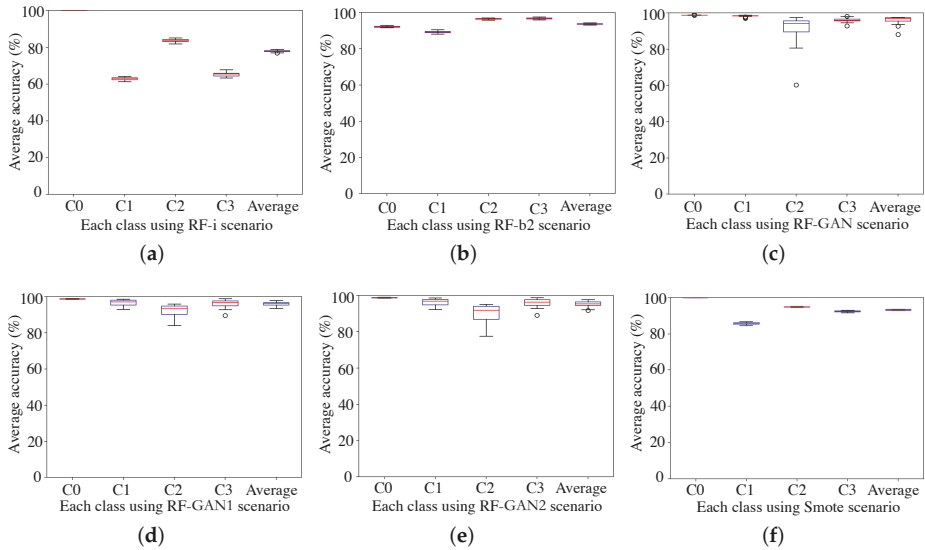 Average accuracy (%)
100
80
60
40
20
0
C0 C1 C2 C3 Average
Each class using RF-i scenario
(a)
Average accuracy (%)
100
80
60
40
20
0
C0 C1 C2 C3 Average
Each class using RF-b2 scenario
(b)
Average accuracy (%)
100
80
60
40
20
0
C0 C1 C2 C3 Average
Each class using RF-GAN scenario
(c)
Average accuracy (%)
100
80
60
40
20
0
C0 C1 C2 C3 Average
Each class using RF-GAN1 scenario
(d)
Average accuracy (%)
100
80
60
40
20
0
C0 C1 C2 C3 Average
Each class using RF-GAN2 scenario
(e)
Average accuracy (%)
100
80
60
40
20
0
C0 C1 C2 C3 Average
Each class using Smote scenario
(f)